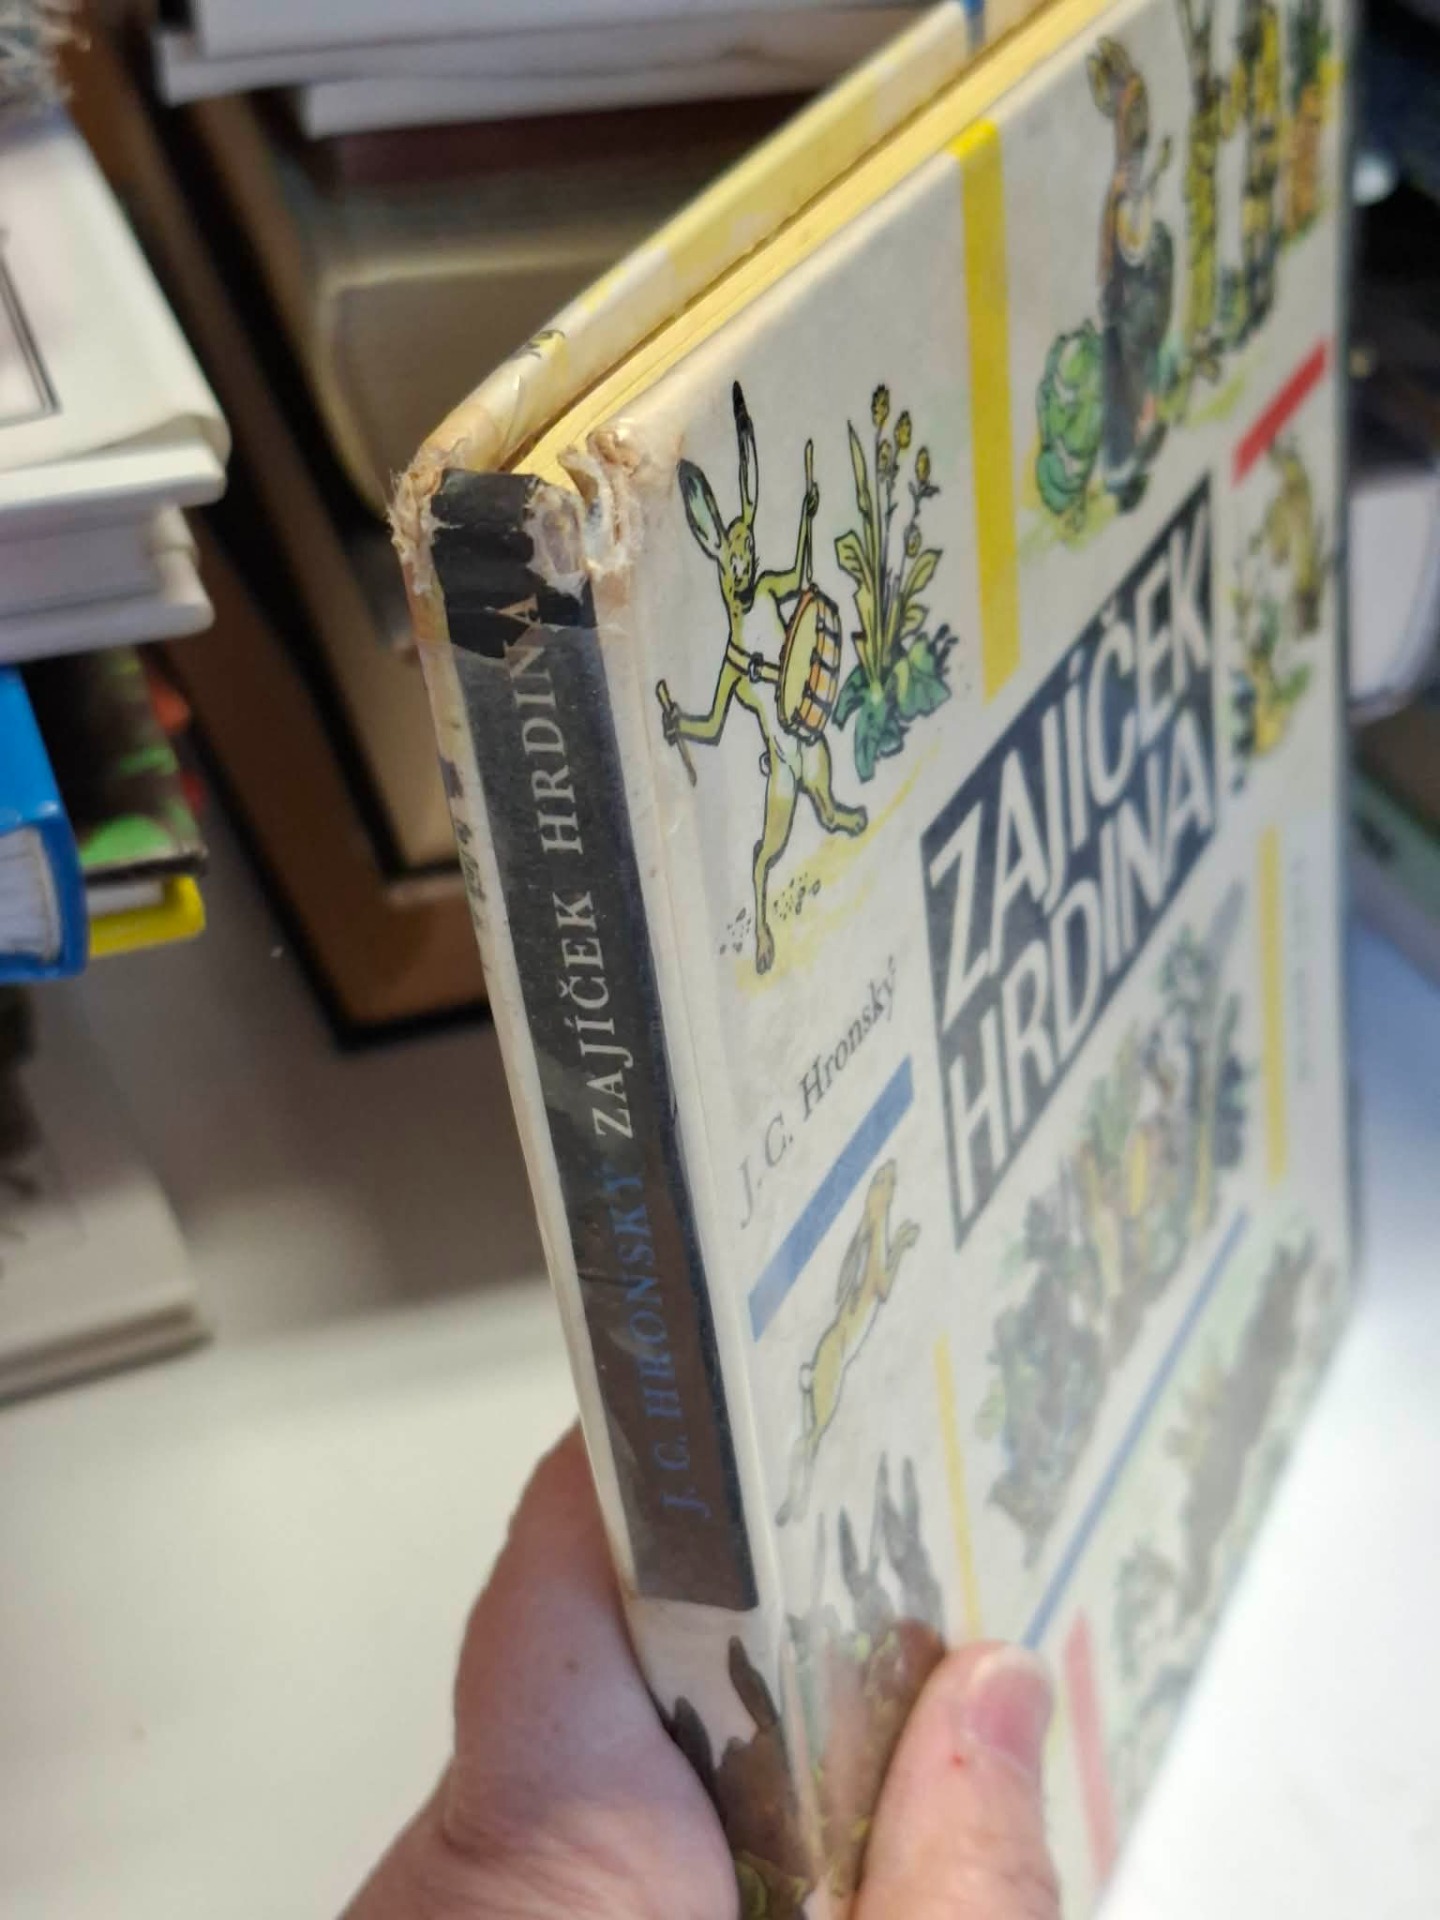 J. C. HRONSKÝ ZAJÍČEK HRDINA
J. C. Hronský
ZAJÍČEK
HRDINA